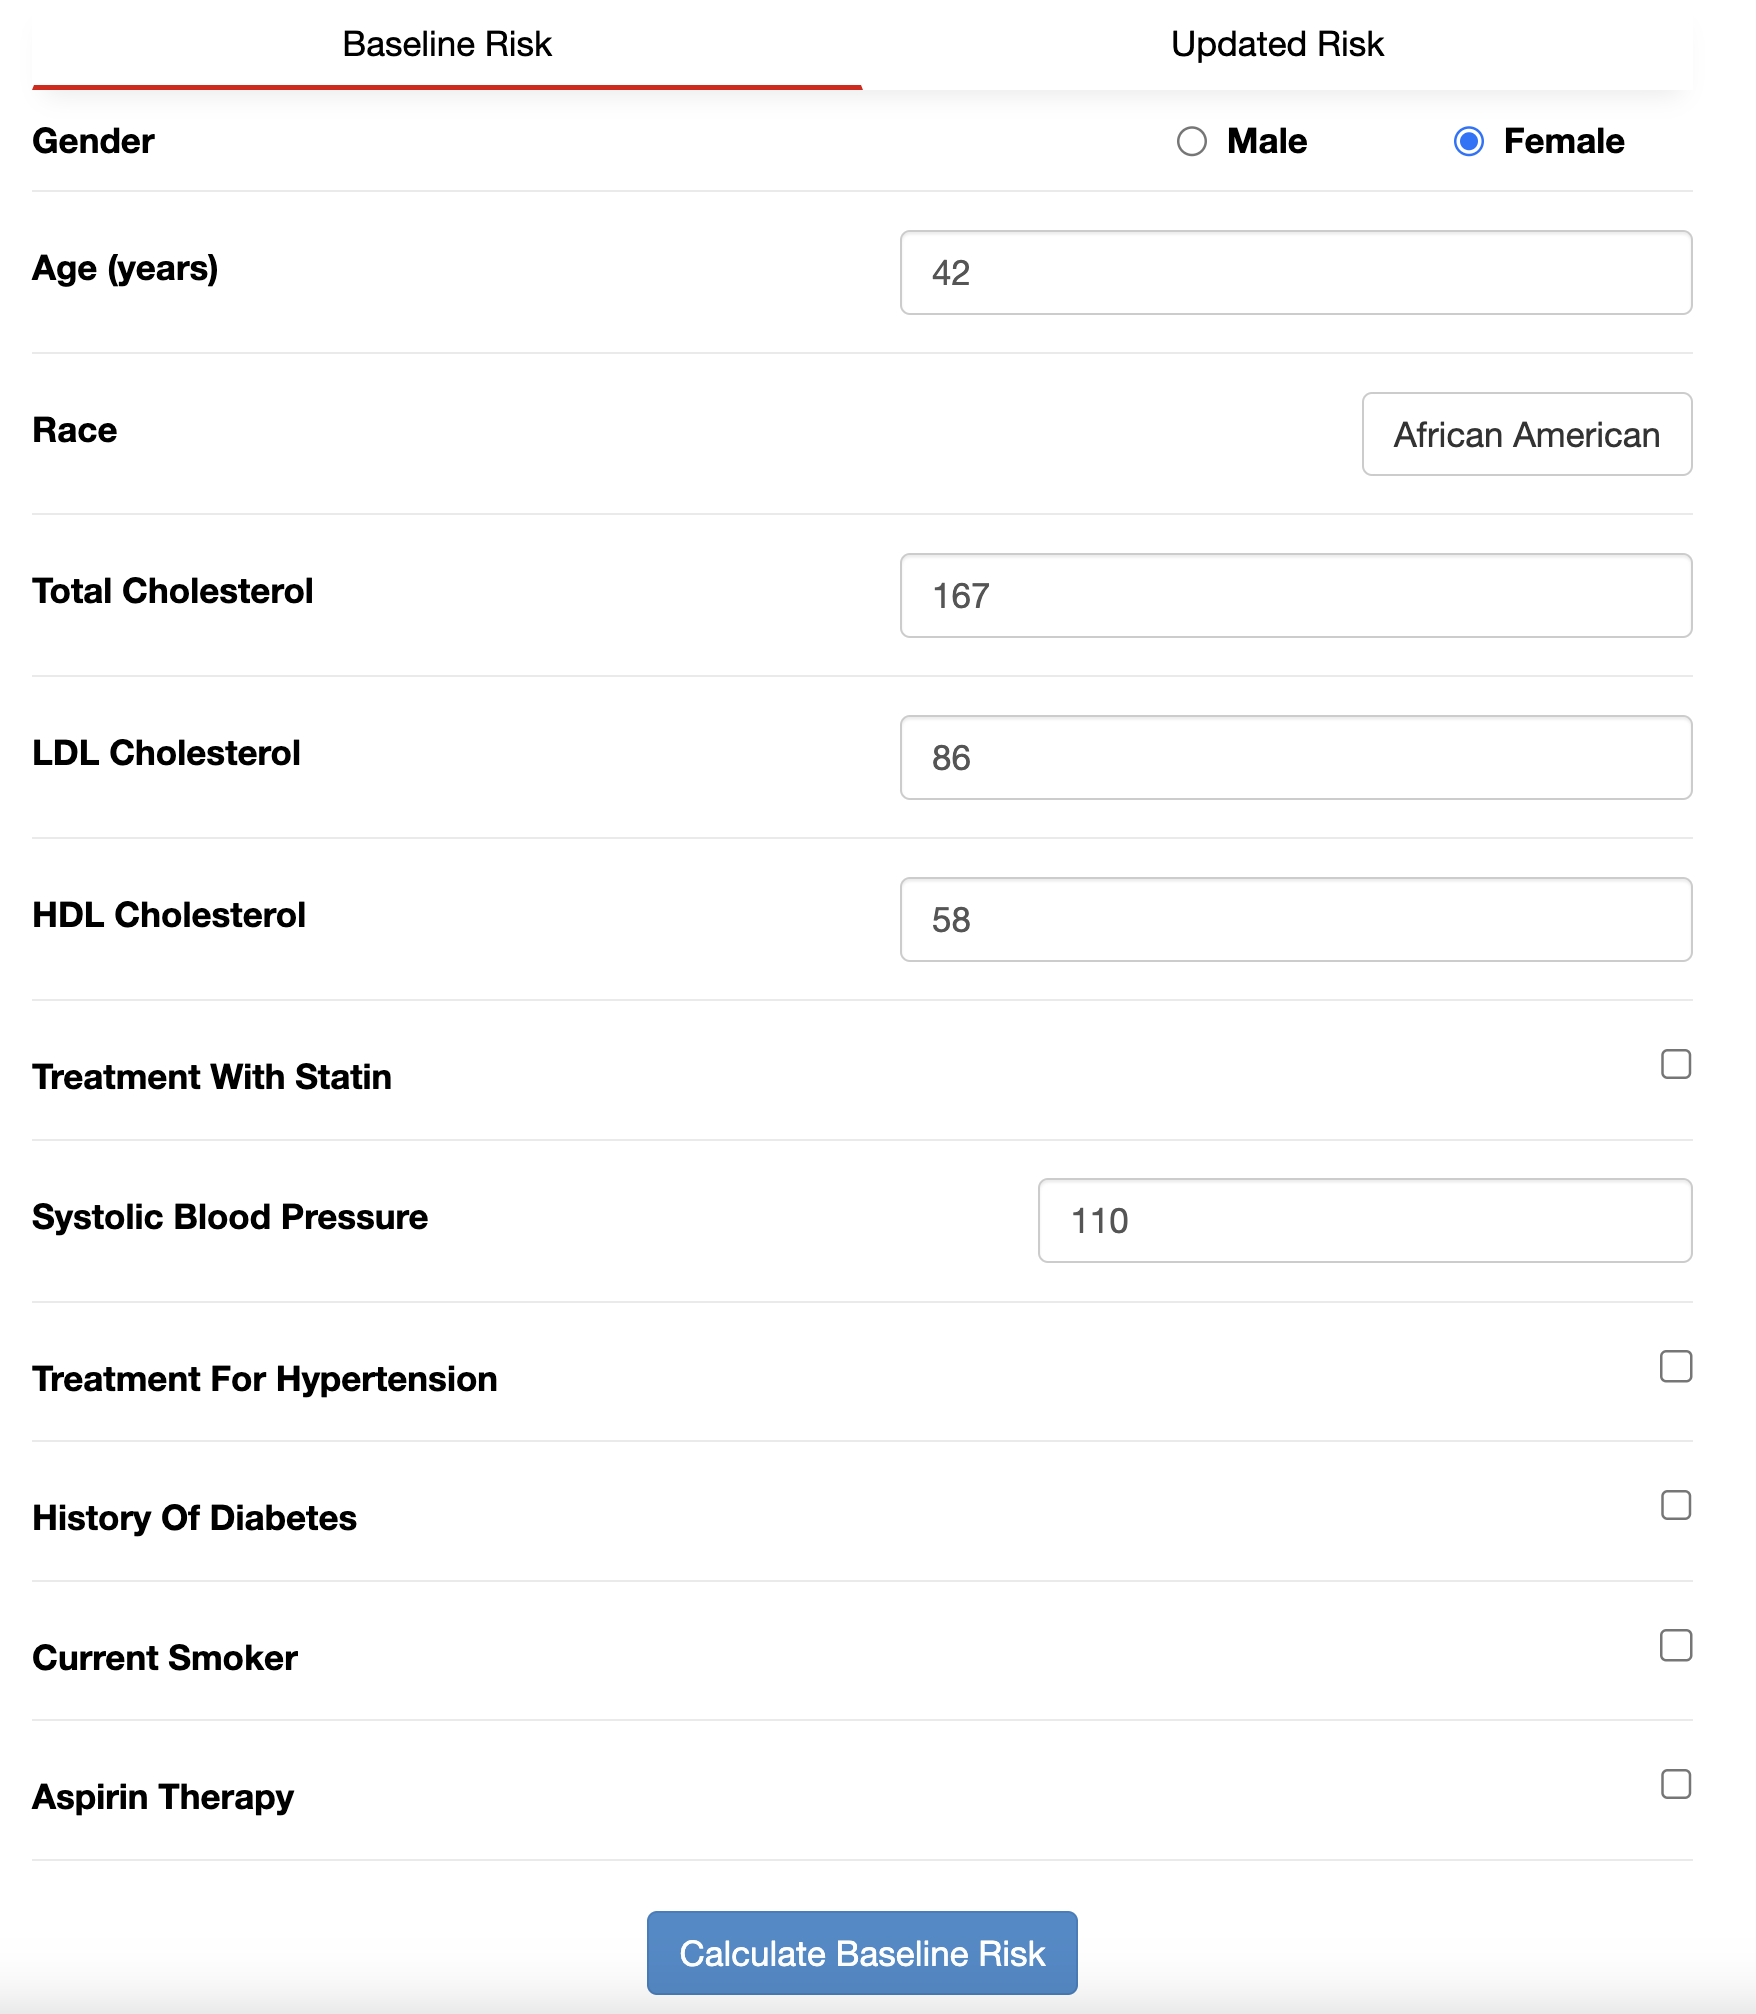 Baseline Risk Updated Risk
Gender Male Female
Age (years) 42
Race African American
Total Cholesterol 167
LDL Cholesterol 86
HDL Cholesterol 58
Treatment With Statin
Systolic Blood Pressure 110
Treatment For Hypertension
History Of Diabetes
Current Smoker
Aspirin Therapy
Calculate Baseline Risk